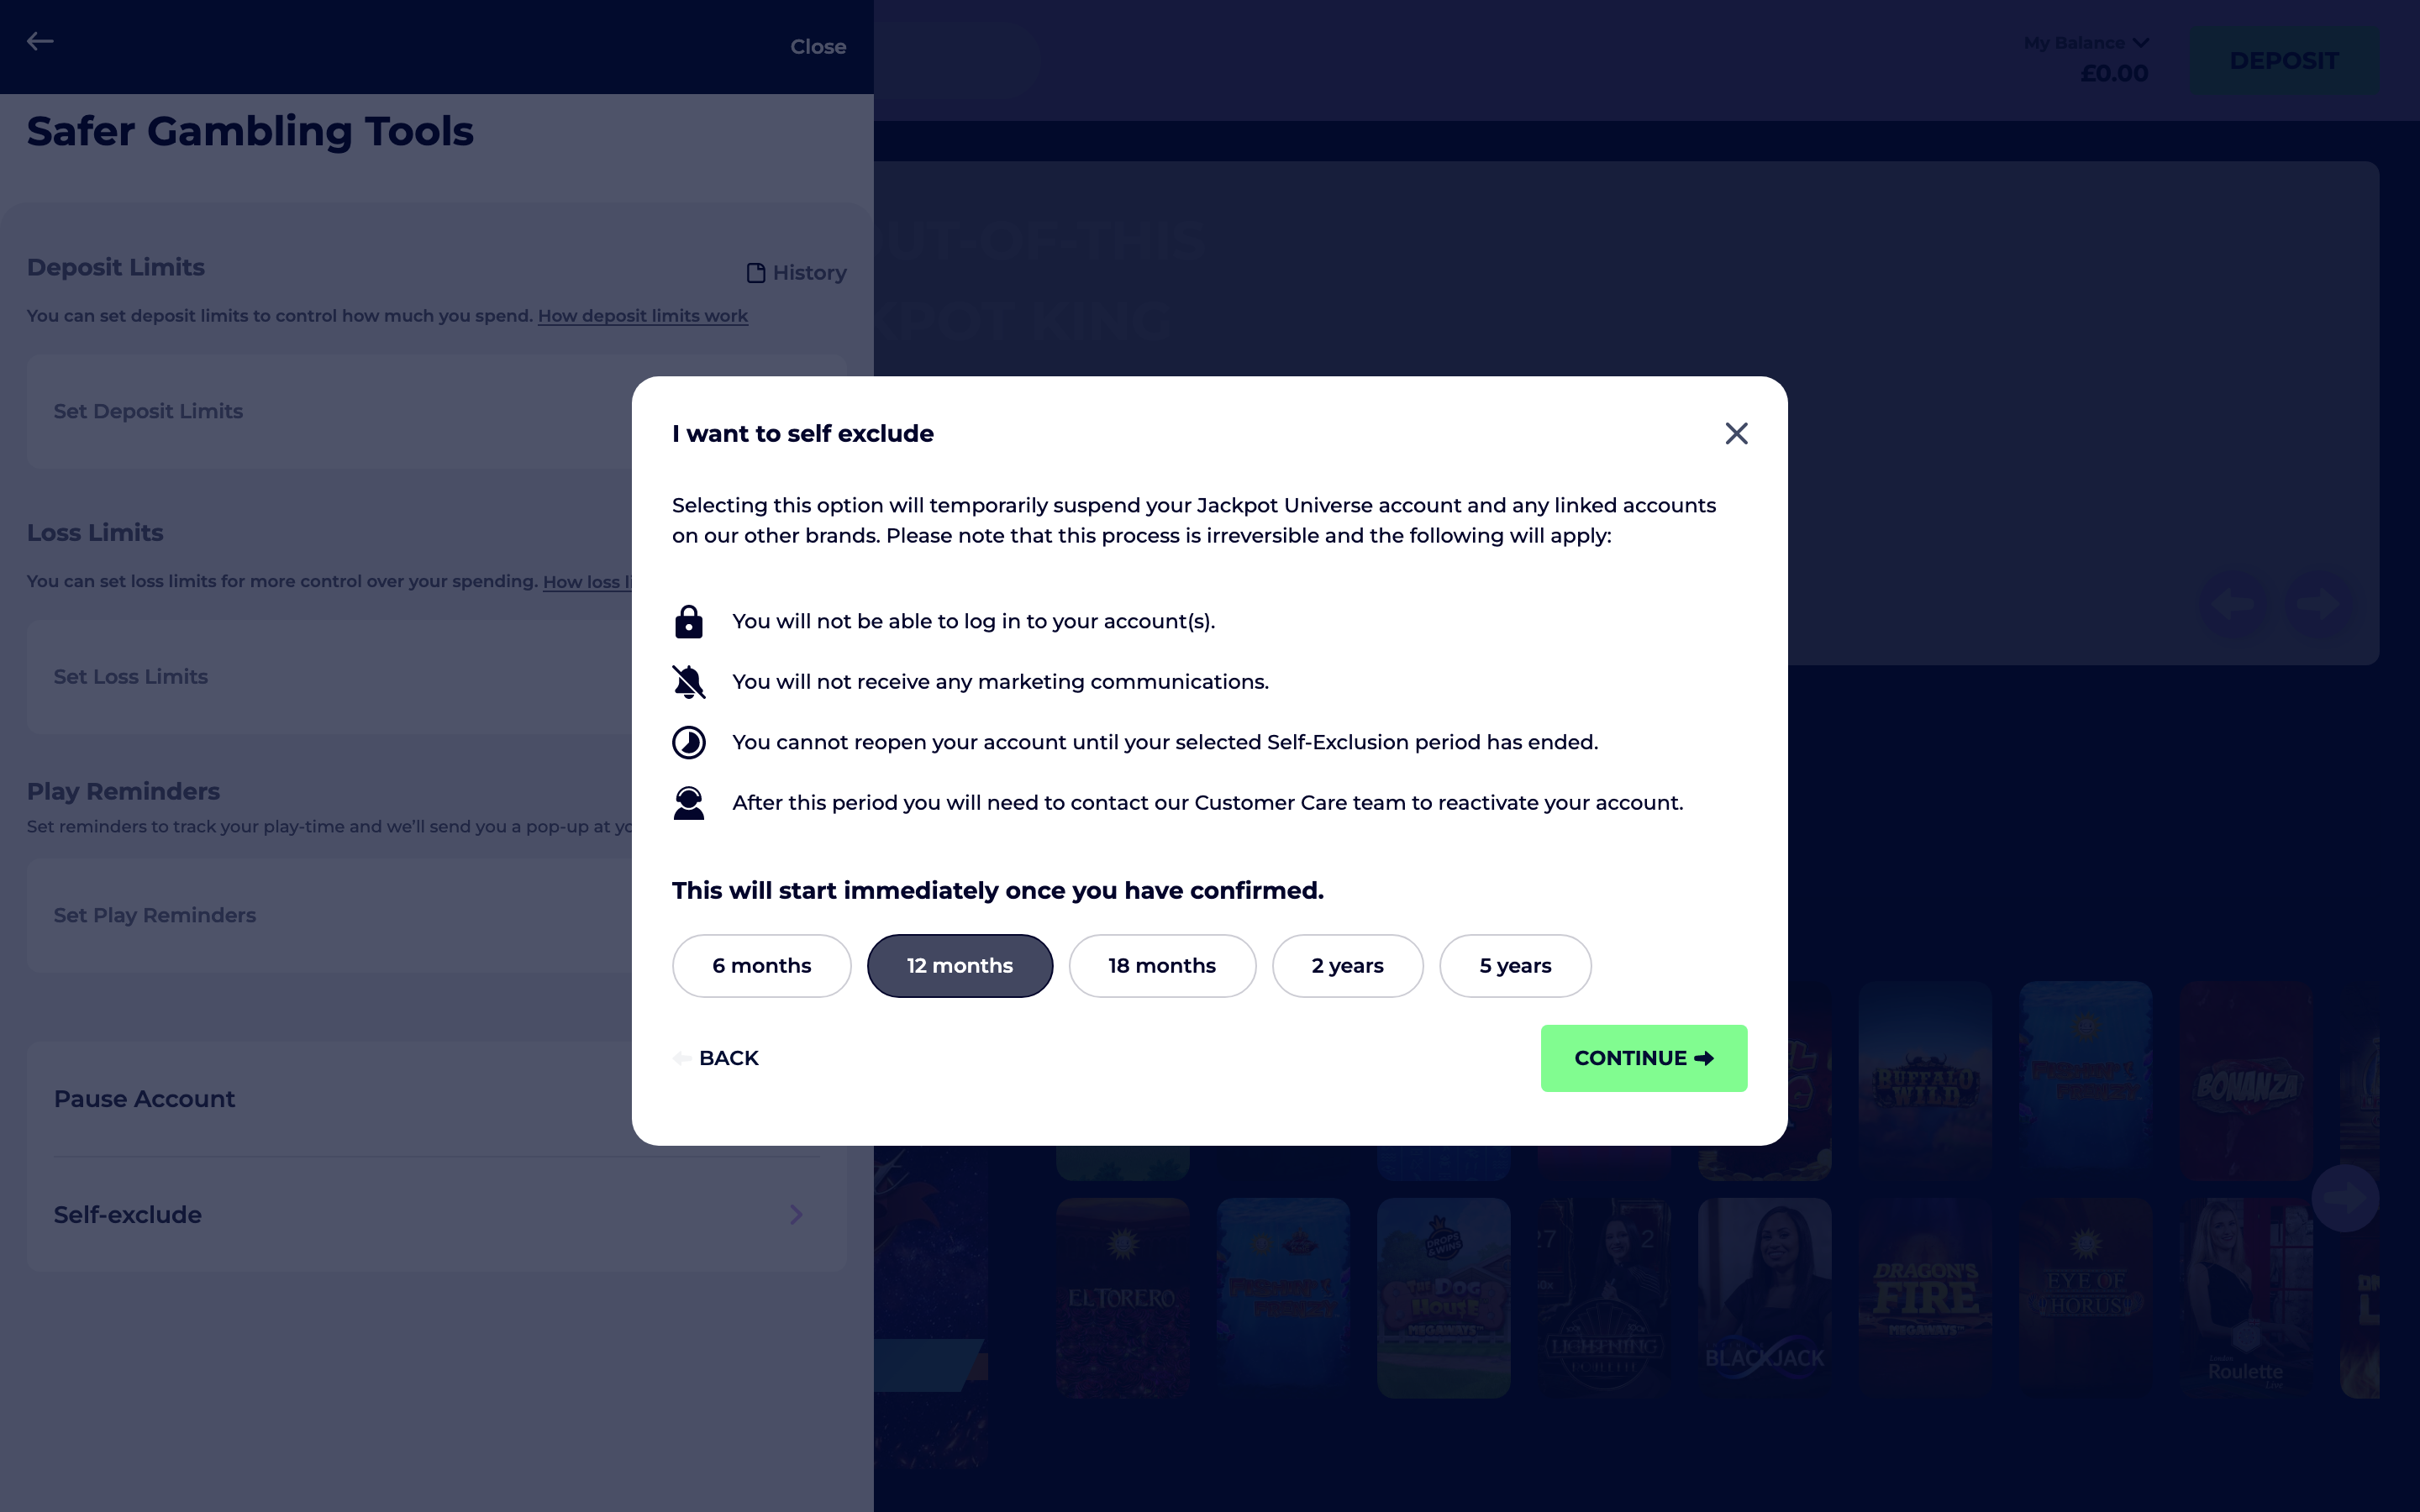 Close
My Balance
£0.00
DEPOSIT
Safer Gambling Tools
Deposit Limits
History
You can set deposit limits to control how much you spend. How deposit limits work
Set Deposit Limits
UT-OF-THIS
KPOT KING
Loss Limits
You can set loss limits for more control over your spending. How loss li
Set Loss Limits
Play Reminders
Set reminders to track your play-time and we'll send you a pop-up at yo
Set Play Reminders
Pause Account
Self-exclude
I want to self exclude
Selecting this option will temporarily suspend your Jackpot Universe account and any linked accounts
on our other brands. Please note that this process is irreversible and the following will apply:
You will not be able to log in to your account(s).
You will not receive any marketing communications.
You cannot reopen your account until your selected Self-Exclusion period has ended.
After this period you will need to contact our Customer Care team to reactivate your account.
This will start immediately once you have confirmed.
6 months
12 months
18 months
2 years
5 years
BACK
CONTINUE
BUFFALO
WILD
BONANZA
EL TORERO
DROPS
& WINS
THE DOG
HOUSE
MEGAWAYS
27
2
LIGHTNING
ROULETTE
BLACKJACK
DRAGON'S
FIRE
MEGAWAYS
EYE OF
HORUS
Roulette